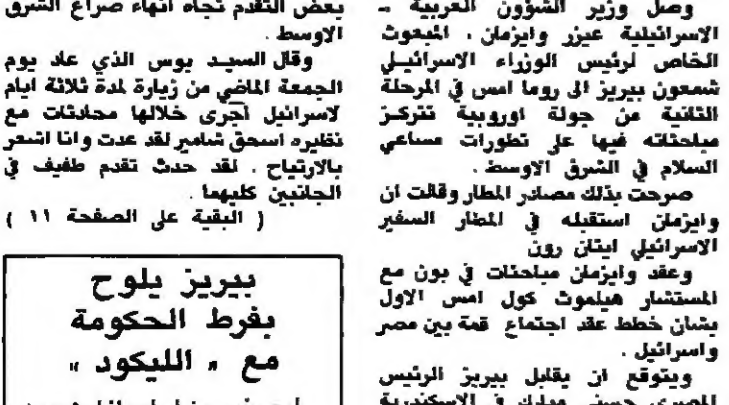 وصل وزير الشؤون العربية -
الاسرائيلية عيزر وايزمان ، المبعوث
الخاص لرئيس الوزراء الاسرائيلي
شمعون بيريز الى روما امس في المرحلة
الثانية من جولة اوروبية تتركز
مباحثاته فيها على تطورات مساعي
السلام في الشرق الاوسط .
صرحت بذلك مصادر المطار وقالت ان
وايزمان استقبله في المطار السفير
الاسرائيلي ايتان رون
وعقد وايزمان مباحثات في بون مع
المستشار هيلموت كول امس الاول
بشان خطط عقد اجتماع قمة بين مصر
واسرائيل .
ويتوقع ان يقابل بيريز الرئيس
المصري حسني مبارك في الاسكندرية
بعض التقدم تجاه انهاء صراع الشرق
الاوسط .
وقال السيد بوس الذي عاد يوم
الجمعة الماضي من زيارة لمدة ثلاثة ايام
لاسرائيل أجرى خلالها محادثات مع
نظيره اسحق شامير لقد عدت وانا اشعر
بالارتياح . لقد حدث تقدم طفيف في
الجانبين كليهما .
( البقية على الصفحة ١١ )
بيريز يلوح
بفرط الحكومة
مع " الليكود "